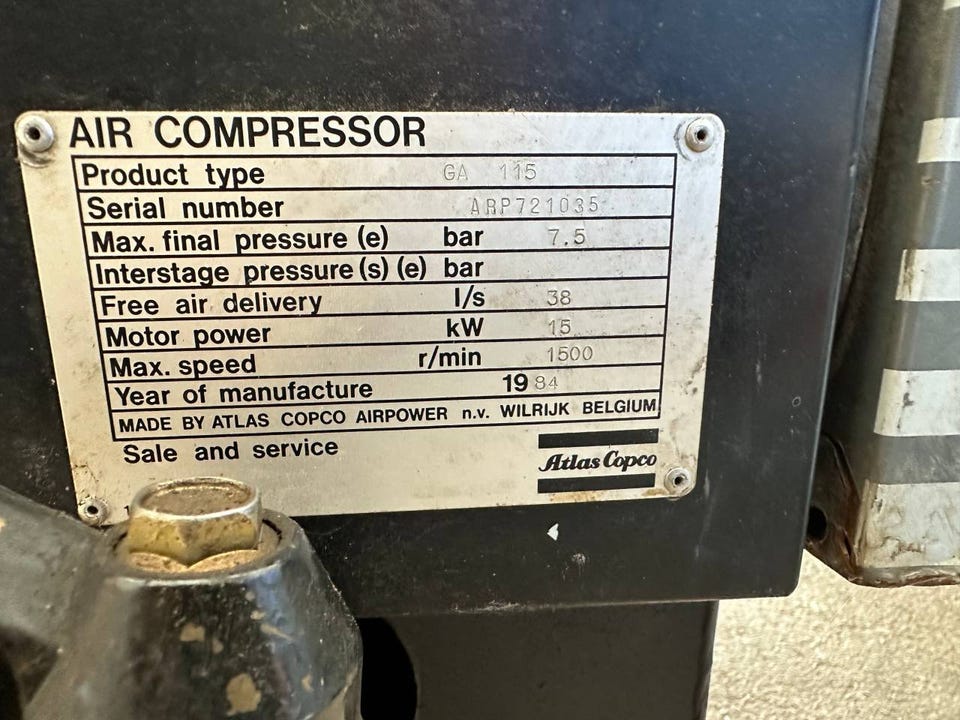 AIR COMPRESSOR
Product type GA 115
Serial number ARP721035
Max. final pressure (e) bar 7.5
Interstage pressure (s) (e) bar
Free air delivery l/s 38
Motor power kW 15
Max. speed r/min 1500
Year of manufacture 1984
MADE BY ATLAS COPCO AIRPOWER n.v. WILRIJK BELGIUM
Sale and service
Atlas Copco